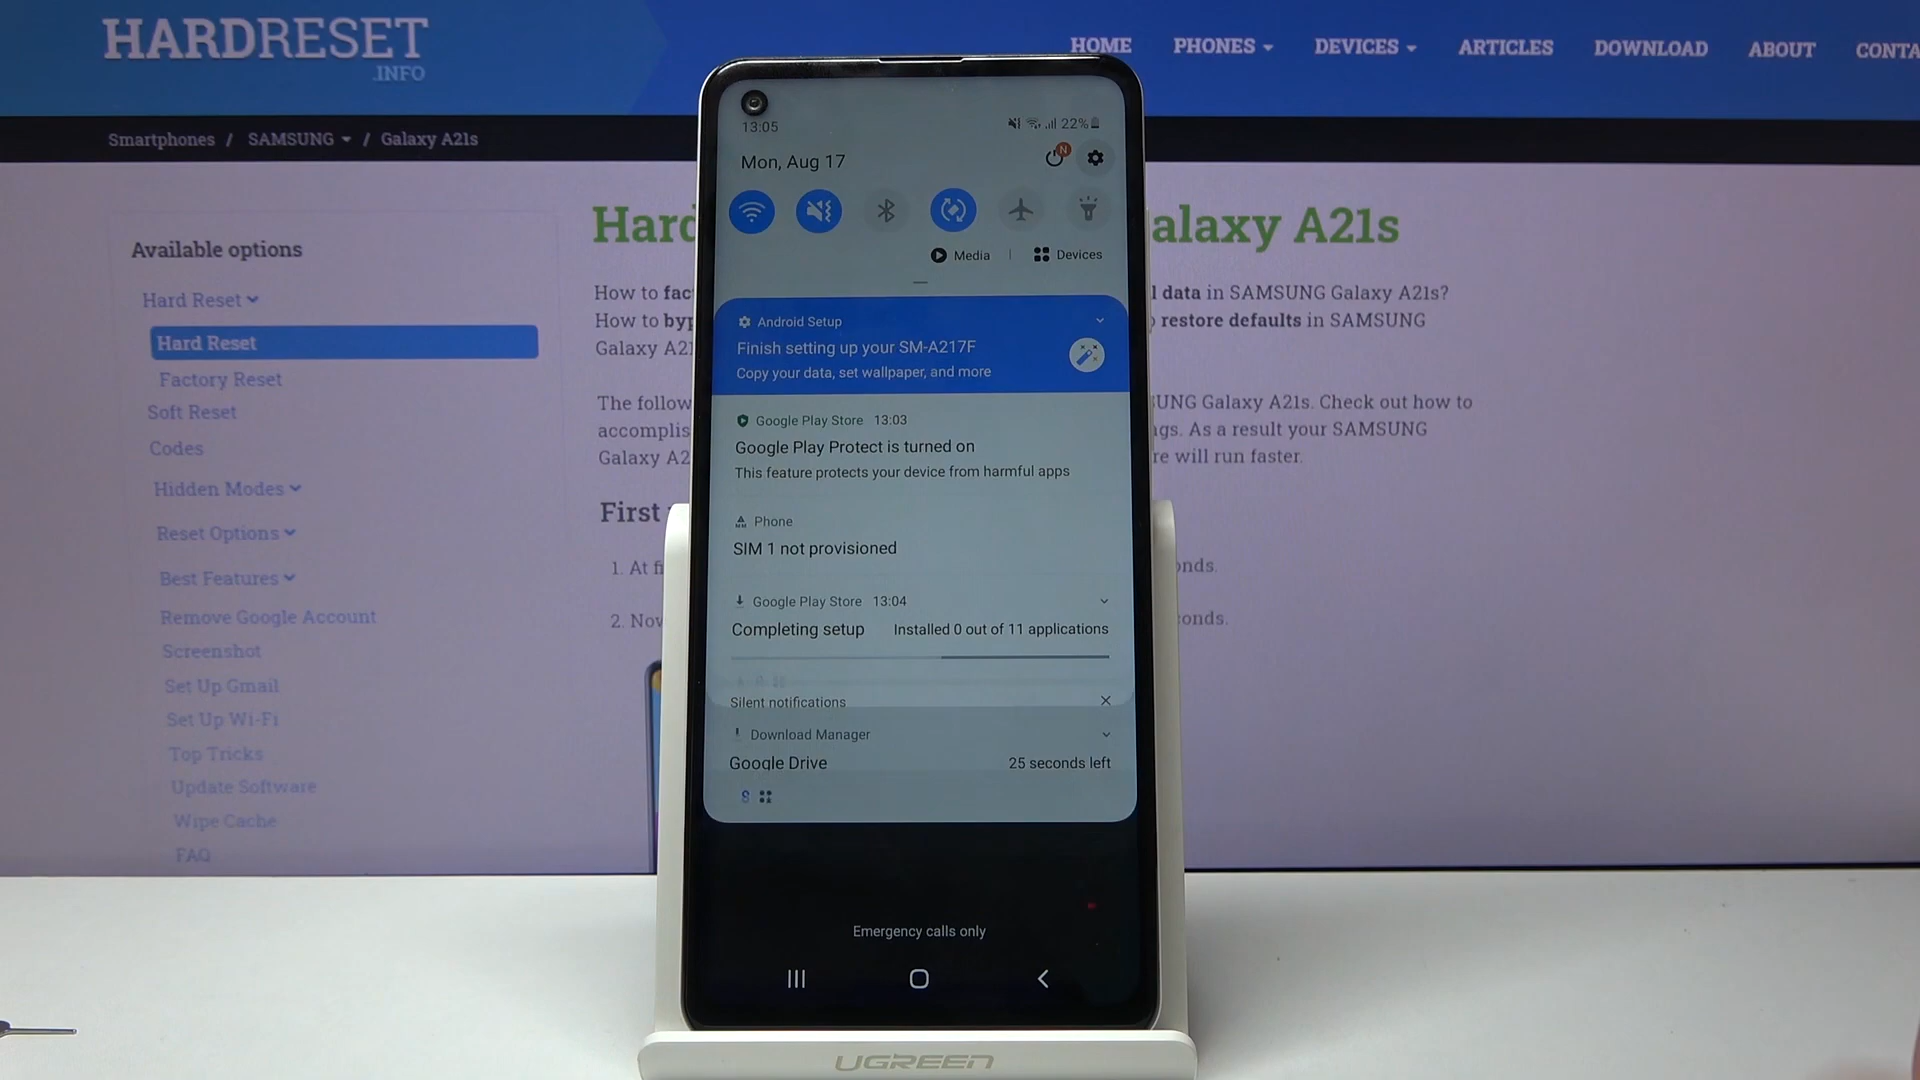 HARDRESET
.INFO
HOME PHONES DEVICES ARTICLES DOWNLOAD ABOUT CONTA
Smartphones / SAMSUNG / Galaxy A21s
Available options
Hard Reset
Hard Reset
Factory Reset
Soft Reset
Codes
Hidden Modes
Reset Options
Best Features
Remove Google Account
Screenshot
Set Up Gmail
Set Up Wi-Fi
Top Tricks
Update Software
Wipe Cache
FAQ
Hard alaxy A21s
How to fac l data in SAMSUNG Galaxy A21s?
How to byp restore defaults in SAMSUNG
Galaxy A21
The follow SUNG Galaxy A21s. Check out how to
accomplis ngs. As a result your SAMSUNG
Galaxy A2 re will run faster.
First
1. At fi onds.
2. Nov conds.
13:05 22%
Mon, Aug 17 N
Media | Devices
Android Setup
Finish setting up your SM-A217F
Copy your data, set wallpaper, and more
Google Play Store 13:03
Google Play Protect is turned on
This feature protects your device from harmful apps
Phone
SIM 1 not provisioned
Google Play Store 13:04
Completing setup Installed 0 out of 11 applications
Silent notifications
Download Manager
Google Drive 25 seconds left
Emergency calls only
UGREEN